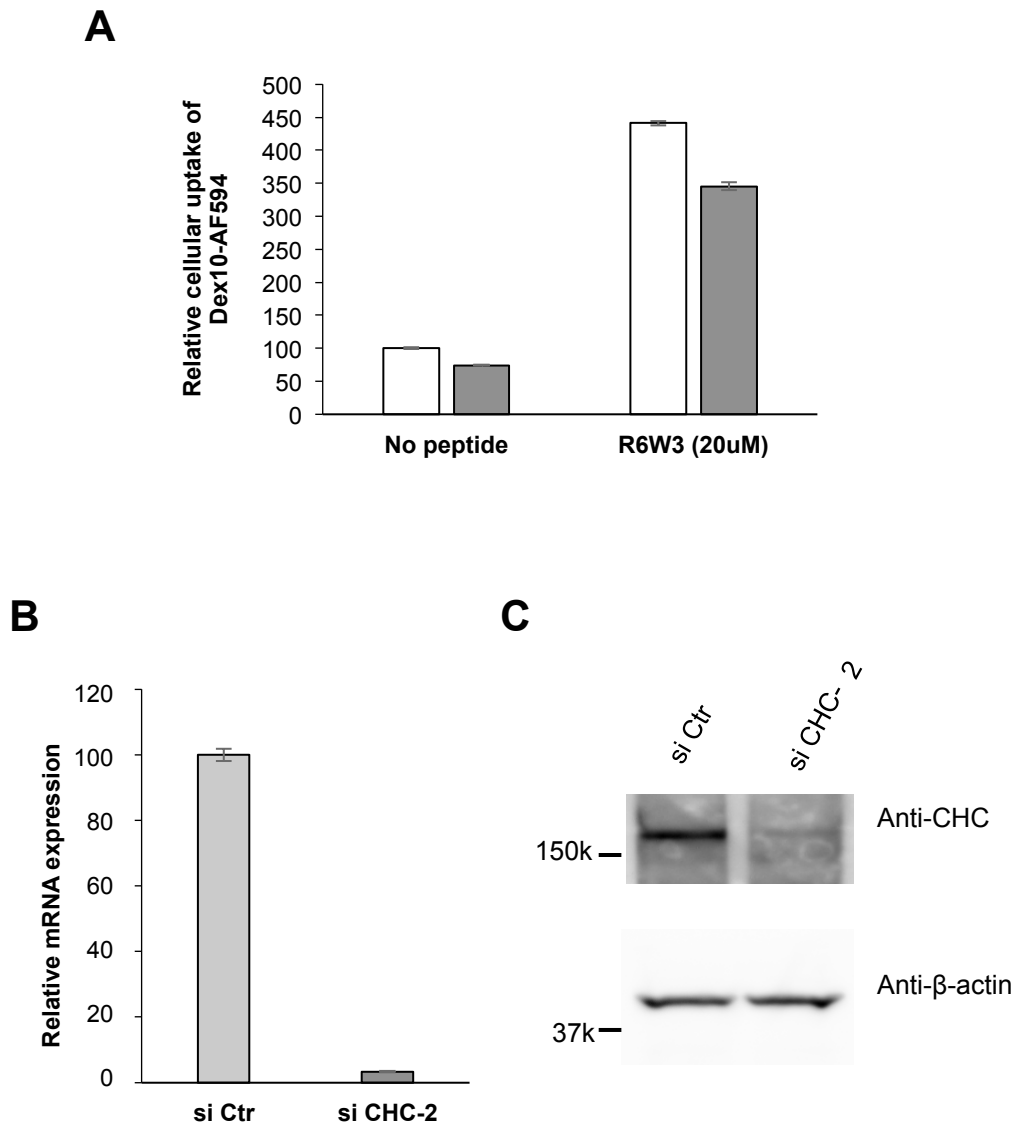 A
Relative cellular uptake of
Dex10-AF594
500
450
400
350
300
250
200
150
100
50
0
No peptide
R6W3 (20uM)
B
Relative mRNA expression
120
100
80
60
40
20
0
si Ctr
si CHC-2
C
si Ctr
si CHC- 2
Anti-CHC
150k
Anti-β-actin
37k